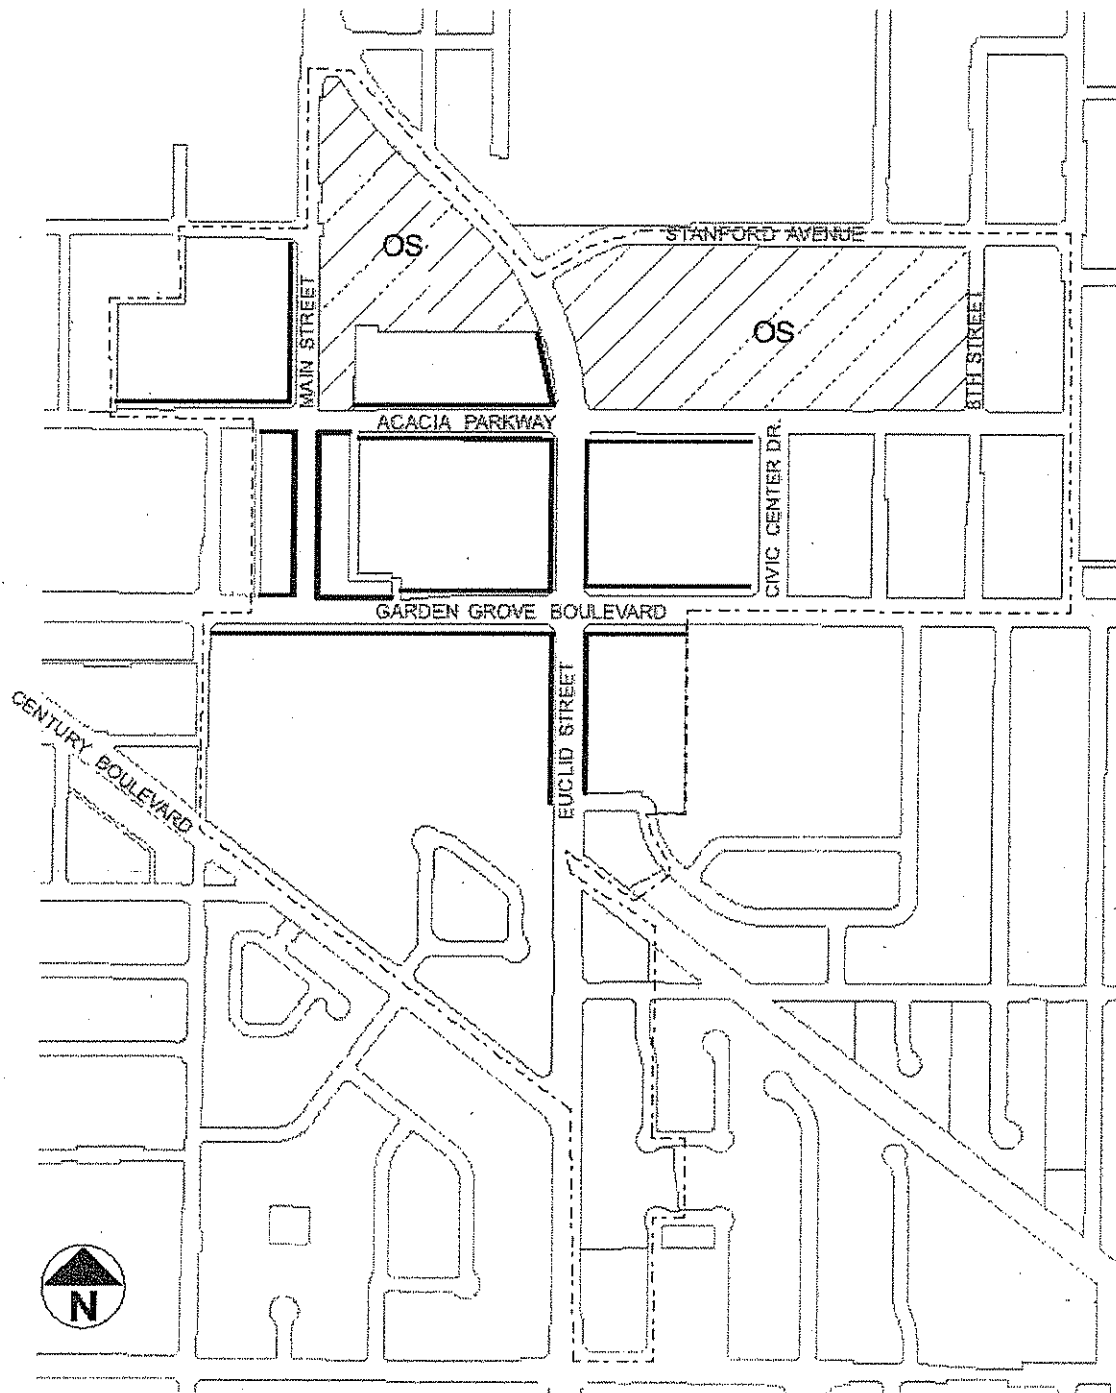 OS
STANFORD AVENUE
MAIN STREET
OS
8TH STREET
ACACIA PARKWAY
CIVIC CENTER DR.
GARDEN GROVE BOULEVARD
EUCLID STREET
CENTURY BOULEVARD
N